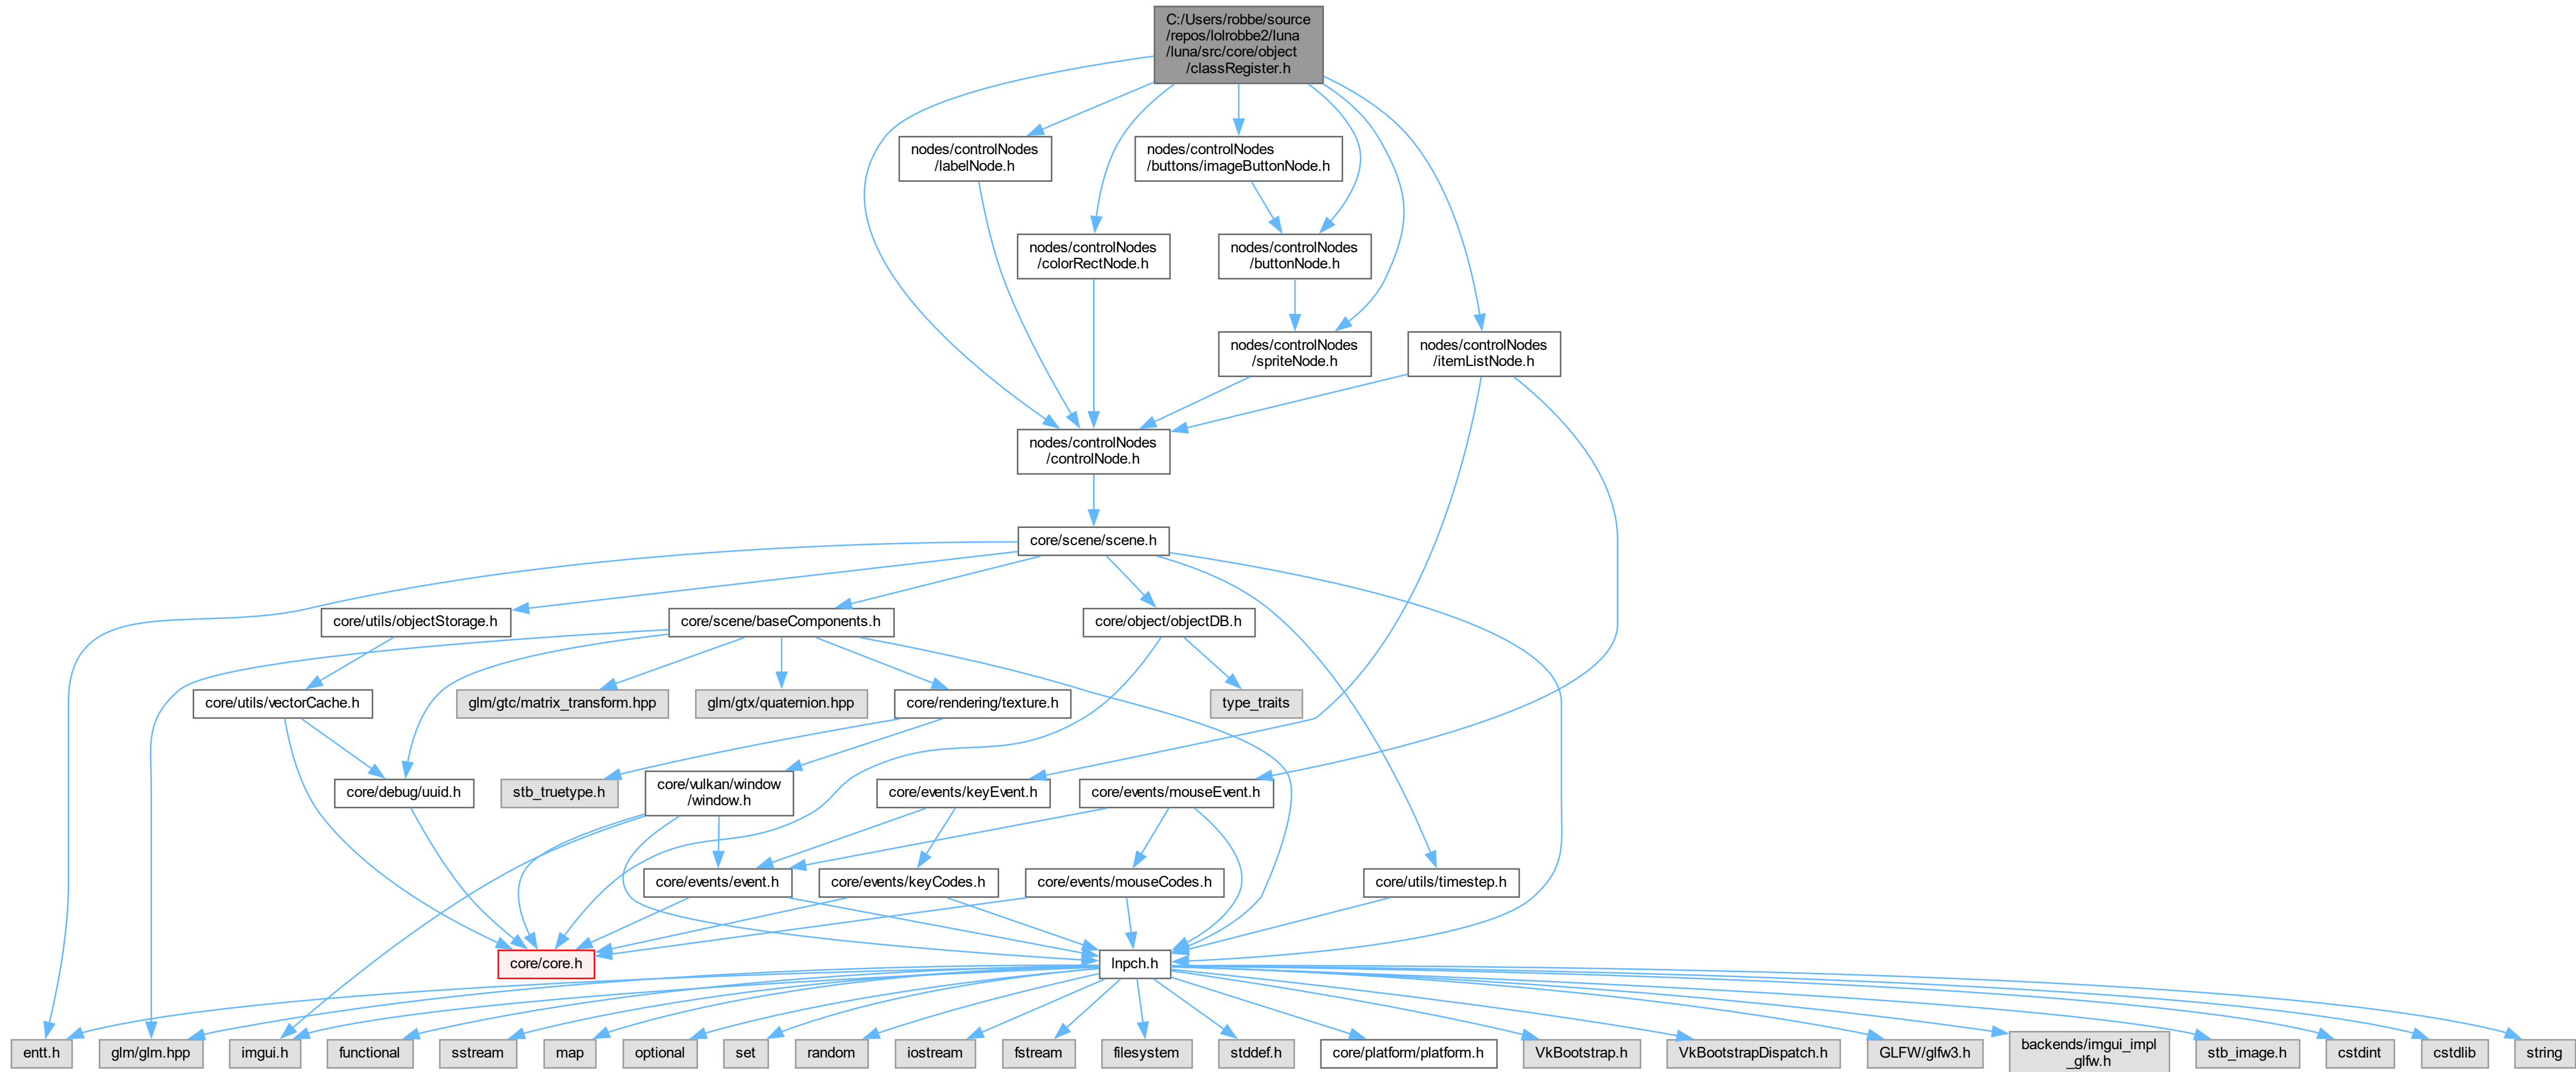 C:/Users/robbe/source
/repos/lolrobbe2/luna
/luna/src/core/object
/classRegister.h
nodes/controlNodes
/labelNode.h
nodes/controlNodes
/buttons/imageButtonNode.h
nodes/controlNodes
/colorRectNode.h
nodes/controlNodes
/buttonNode.h
nodes/controlNodes
/spriteNode.h
nodes/controlNodes
/itemListNode.h
nodes/controlNodes
/controlNode.h
core/scene/scene.h
core/utils/objectStorage.h
core/scene/baseComponents.h
core/object/objectDB.h
core/utils/vectorCache.h
glm/gtc/matrix_transform.hpp
glm/gtx/quaternion.hpp
core/rendering/texture.h
type_traits
core/debug/uuid.h
stb_truetype.h
core/vulkan/window
/window.h
core/events/keyEvent.h
core/events/mouseEvent.h
core/events/event.h
core/events/keyCodes.h
core/events/mouseCodes.h
core/utils/timestep.h
core/core.h
lnpch.h
entt.h
glm/glm.hpp
imgui.h
functional
sstream
map
optional
set
random
iostream
fstream
filesystem
stddef.h
core/platform/platform.h
VkBootstrap.h
VkBootstrapDispatch.h
GLFW/glfw3.h
backends/imgui_impl
_glfw.h
stb_image.h
cstdint
cstdlib
string